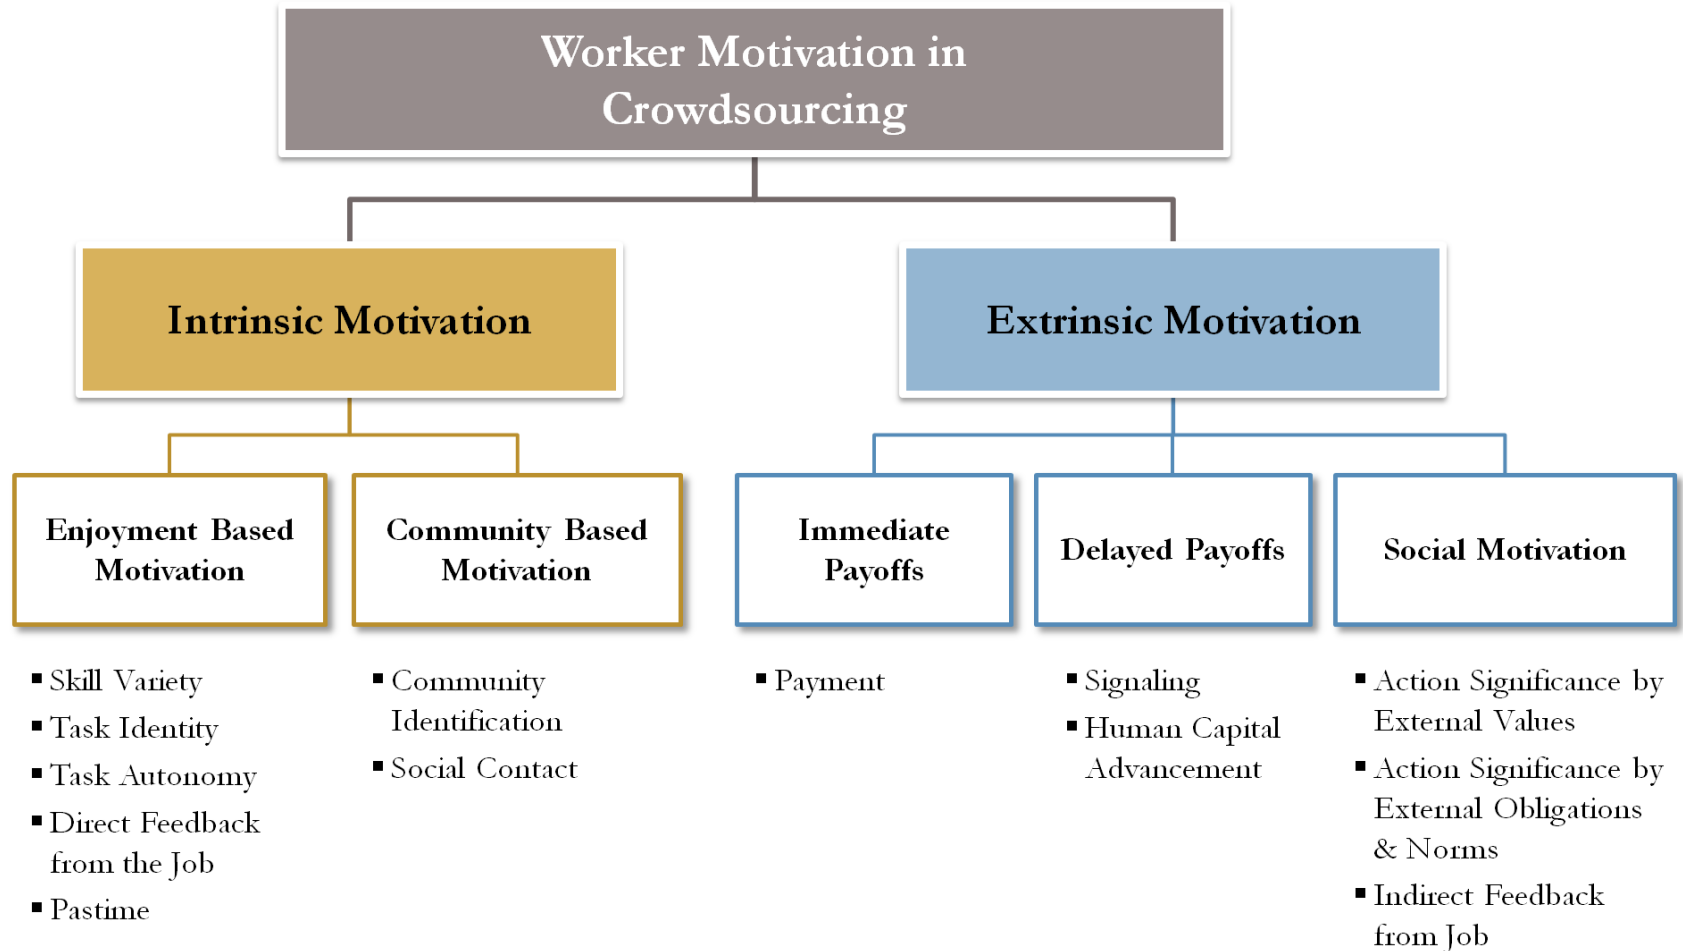 Worker Motivation in
Crowdsourcing
Intrinsic Motivation
Extrinsic Motivation
Enjoyment Based
Motivation
Community Based
Motivation
Immediate
Payoffs
Delayed Payoffs
Social Motivation
▪ Skill Variety
▪ Task Identity
▪ Task Autonomy
▪ Direct Feedback
from the Job
▪ Pastime
▪ Community
Identification
▪ Social Contact
▪ Payment
▪ Signaling
▪ Human Capital
Advancement
▪ Action Significance by
External Values
▪ Action Significance by
External Obligations
& Norms
▪ Indirect Feedback
from Job